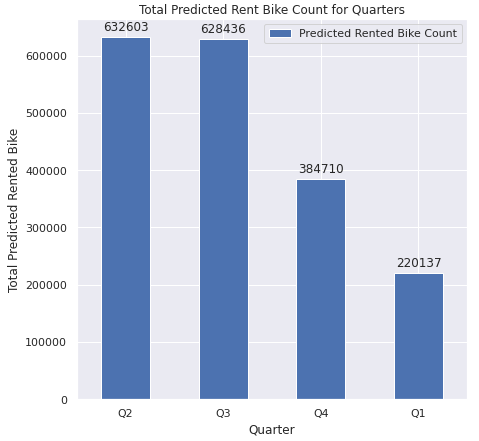 Total Predicted Rent Bike Count for Quarters
Predicted Rented Bike Count
632603
628436
384710
220137
Total Predicted Rented Bike
600000
500000
400000
300000
200000
100000
0
Q2 Q3 Q4 Q1
Quarter